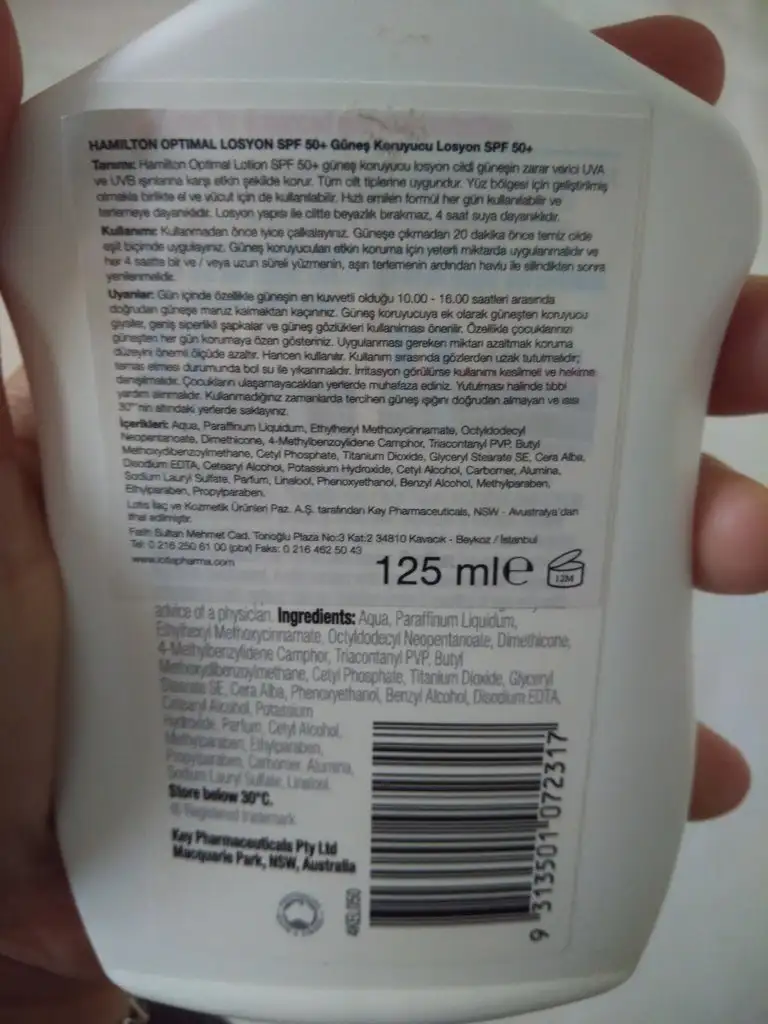 HAMILTON OPTIMAL LOSYON SPF 50+ Güneş Koruyucu Losyon SPF 50+
Tanımı: Hamilton Optimal Lotion SPF 50+ güneş koruyucu losyon cildi güneşin zarar verici UVA
ve UVB ışınlarına karşı etkin şekilde korur. Tüm cilt tiplerine uygundur. Yüz bölgesi için geliştirilmiş
olmakla birlikte el ve vücut için de kullanılabilir. Hızlı emilen formül her gün kullanılabilir ve
terlemeye dayanıklıdır. Losyon yapısı ile ciltte beyazlık bırakmaz, 4 saat suya dayanıklıdır.
Kullanımı: Kullanmadan önce iyice çalkalayınız. Güneşe çıkmadan 20 dakika önce temiz cilde
eşit biçimde uygulayınız. Güneş koruyucuları etkin koruma için yeterli miktarda uygulanmalıdır ve
her 4 saatte bir ve / veya uzun süreli yüzmenin, aşırı terlemenin ardından havlu ile silindikten sonra
yenilenmelidir.
Uyarılar: Gün içinde özellikle güneşin en kuvvetli olduğu 10.00 - 16.00 saatleri arasında
doğrudan güneşe maruz kalmaktan kaçınınız. Güneş koruyucuya ek olarak güneşten koruyucu
giysiler, geniş siperlikli şapkalar ve güneş gözlükleri kullanılması önerilir. Özellikle çocuklarınızı
güneşten her gün korumaya özen gösteriniz. Uygulanması gereken miktarı azaltmak koruma
düzeyini önemli ölçüde azaltır. Haricen kullanılır. Kullanım sırasında gözlerden uzak tutulmalıdır;
temas etmesi durumunda bol su ile yıkanmalıdır. İrritasyon görülürse kullanımı kesilmeli ve hekime
danışılmalıdır. Çocukların ulaşamayacakları yerlerde muhafaza ediniz. Yutulması halinde tıbbi
yardım alınmalıdır. Kullanmadığınız zamanlarda tercihen güneş ışığını doğrudan almayan ve ısısı
30°'nin altındaki yerlerde saklayınız.
İçerikleri: Aqua, Paraffinum Liquidum, Ethylhexyl Methoxycinnamate, Octyldodecyl
Neopentanoate, Dimethicone, 4-Methylbenzoylidene Camphor, Triacontanyl PVP, Butyl
Methoxydibenzoylmethane, Cetyl Phosphate, Titanium Dioxide, Glyceryl Stearate SE, Cera Alba,
Disodium EDTA, Cetearyl Alcohol, Potassium Hydroxide, Cetyl Alcohol, Carbomer, Alumina,
Sodium Lauryl Sulfate, Parfum, Linalool, Phenoxyethanol, Benzyl Alcohol, Methylparaben,
Ethylparaben, Propylparaben.
Lotis İlaç ve Kozmetik Ürünleri Paz. A.Ş. tarafından Key Pharmaceuticals, NSW - Avustralya'dan
ithal edilmiştir.
Fatih Sultan Mehmet Cad. Tonoğlu Plaza No:3 Kat:2 34810 Kavacık - Beykoz / İstanbul
Tel: 0 216 250 61 00 (pbx) Faks: 0 216 462 50 43
www.lotispharma.com
125 ml e 12M
advice of a physician. Ingredients: Aqua, Paraffinum Liquidum,
Ethylhexyl Methoxycinnamate, Octyldodecyl Neopentanoate, Dimethicone,
4-Methylbenzylidene Camphor, Triacontanyl PVP, Butyl
Methoxydibenzoylmethane, Cetyl Phosphate, Titanium Dioxide, Glyceryl
Stearate SE, Cera Alba, Phenoxyethanol, Benzyl Alcohol, Disodium EDTA,
Cetearyl Alcohol, Potassium
Hydroxide, Parfum, Cetyl Alcohol,
Methylparaben, Ethylparaben,
Propylparaben, Carbomer, Alumina,
Sodium Lauryl Sulfate, Linalool.
Store below 30°C.
® Registered trademark
Key Pharmaceuticals Pty Ltd
Macquarie Park, NSW, Australia
9 313501 072317